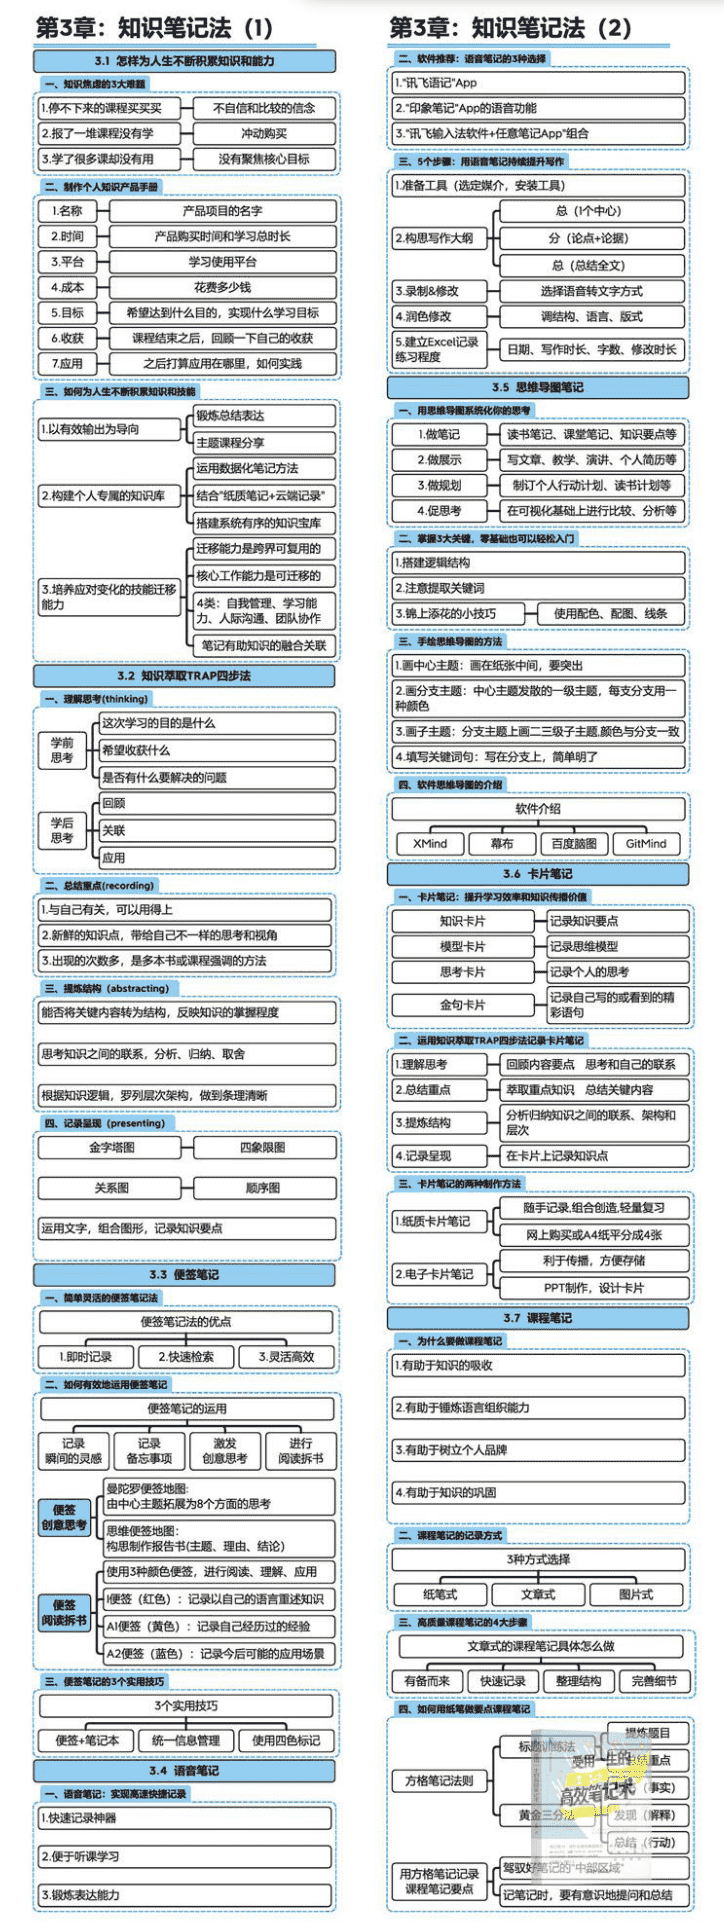 第3章：知识笔记法（1）
3.1 怎样为人生不断积累知识和能力
一、知识焦虑的3大难题
1.停不下来的课程买买买
不自信和比较的信念
2.报了一堆课程没有学
冲动购买
3.学了很多课却没有用
没有聚焦核心目标
二、制作个人知识产品手册
1.名称
产品项目的名字
2.时间
产品购买时间和学习总时长
3.平台
学习使用平台
4.成本
花费多少钱
5.目标
希望达到什么目的，实现什么学习目标
6.收获
课程结束之后，回顾一下自己的收获
7.应用
之后打算应用在哪里，如何实践
三、如何为人生不断积累知识和技能
1.以有效输出为导向
锻炼总结表达
主题课程分享
2.构建个人专属的知识库
运用数据化笔记方法
结合"纸质笔记+云端记录"
搭建系统有序的知识宝库
3.培养应对变化的技能迁移
能力
迁移能力是跨界可复用的
核心工作能力是可迁移的
4类：自我管理、学习能
力、人际沟通、团队协作
笔记有助知识的融合关联
3.2 知识萃取TRAP四步法
一、理解思考(thinking)
学前
思考
这次学习的目的是什么
希望收获什么
是否有什么要解决的问题
学后
思考
回顾
关联
应用
二、总结重点(recording)
1.与自己有关，可以用得上
2.新鲜的知识点，带给自己不一样的思考和视角
3.出现的次数多，是多本书或课程强调的方法
三、提炼结构（abstracting)
能否将关键内容转为结构，反映知识的掌握程度
思考知识之间的联系，分析、归纳、取舍
根据知识逻辑，罗列层次架构，做到条理清晰
四、记录呈现（presenting)
金字塔图
四象限图
关系图
顺序图
运用文字，组合图形，记录知识要点
3.3 便签笔记
一、简单灵活的便签笔记法
便签笔记法的优点
1.即时记录
2.快速检索
3.灵活高效
二、如何有效地运用便签笔记
便签笔记的运用
记录
瞬间的灵感
记录
备忘事项
激发
创意思考
进行
阅读拆书
便签
创意思考
曼陀罗便签地图:
由中心主题拓展为8个方面的思考
思维便签地图：
构思制作报告书(主题、理由、结论）
便签
阅读拆书
使用3种颜色便签，进行阅读、理解、应用
I便签（红色）：记录以自己的语言重述知识
A1便签（黄色）：记录自己经历过的经验
A2便签（蓝色）：记录今后可能的应用场景
三、便签笔记的3个实用技巧
3个实用技巧
便签+笔记本
统一信息管理
使用四色标记
3.4 语音笔记
一、语音笔记：实现高速快捷记录
1.快速记录神器
2.便于听课学习
3.锻炼表达能力
第3章：知识笔记法（2）
二、软件推荐：语音笔记的3种选择
1."讯飞语记"App
2."印象笔记"App的语音功能
3."讯飞输入法软件+任意笔记App"组合
三、5个步骤：用语音笔记持续提升写作
1.准备工具（选定媒介，安装工具）
2.构思写作大纲
总（1个中心）
分（论点+论据）
总（总结全文）
3.录制&修改
选择语音转文字方式
4.润色修改
调结构、语言、版式
5.建立Excel记录
练习程度
日期、写作时长、字数、修改时长
3.5 思维导图笔记
一、用思维导图系统化你的思考
1.做笔记
读书笔记、课堂笔记、知识要点等
2.做展示
写文章、教学、演讲、个人简历等
3.做规划
制订个人行动计划、读书计划等
4.促思考
在可视化基础上进行比较、分析等
二、掌握3大关键，零基础也可以轻松入门
1.搭建逻辑结构
2.注意提取关键词
3.锦上添花的小技巧
使用配色、配图、线条
三、手绘思维导图的方法
1.画中心主题：画在纸张中间，要突出
2.画分支主题：中心主题发散的一级主题，每支分支用一
种颜色
3.画子主题：分支主题上画二三级子主题,颜色与分支一致
4.填写关键词句：写在分支上，简单明了
四、软件思维导图的介绍
软件介绍
XMind
幕布
百度脑图
GitMind
3.6 卡片笔记
一、卡片笔记：提升学习效率和知识传播价值
知识卡片
记录知识要点
模型卡片
记录思维模型
思考卡片
记录个人的思考
金句卡片
记录自己写的或看到的精
彩语句
二、运用知识萃取TRAP四步法记录卡片笔记
1.理解思考
回顾内容要点 思考和自己的联系
2.总结重点
萃取重点知识 总结关键内容
3.提炼结构
分析归纳知识之间的联系、架构和
层次
4.记录呈现
在卡片上记录知识点
三、卡片笔记的两种制作方法
1.纸质卡片笔记
随手记录,组合创造,轻量复习
网上购买或A4纸平分成4张
2.电子卡片笔记
利于传播，方便存储
PPT制作，设计卡片
3.7 课程笔记
一、为什么要做课程笔记
1.有助于知识的吸收
2.有助于锤炼语言组织能力
3.有助于树立个人品牌
4.有助于知识的巩固
二、课程笔记的记录方式
3种方式选择
纸笔式
文章式
图片式
三、高质量课程笔记的4大步骤
文章式的课程笔记具体怎么做
有备而来
快速记录
整理结构
完善细节
四、如何用纸笔做要点课程笔记
方格笔记法则
标题训练法
提炼题目
重点
受用一生的
高效笔记术
黄金三分法
（事实）
发现（解释）
总结（行动）
用方格笔记记录
课程笔记要点
驾驭好笔记的"中部区域"
记笔记时，要有意识地提问和总结